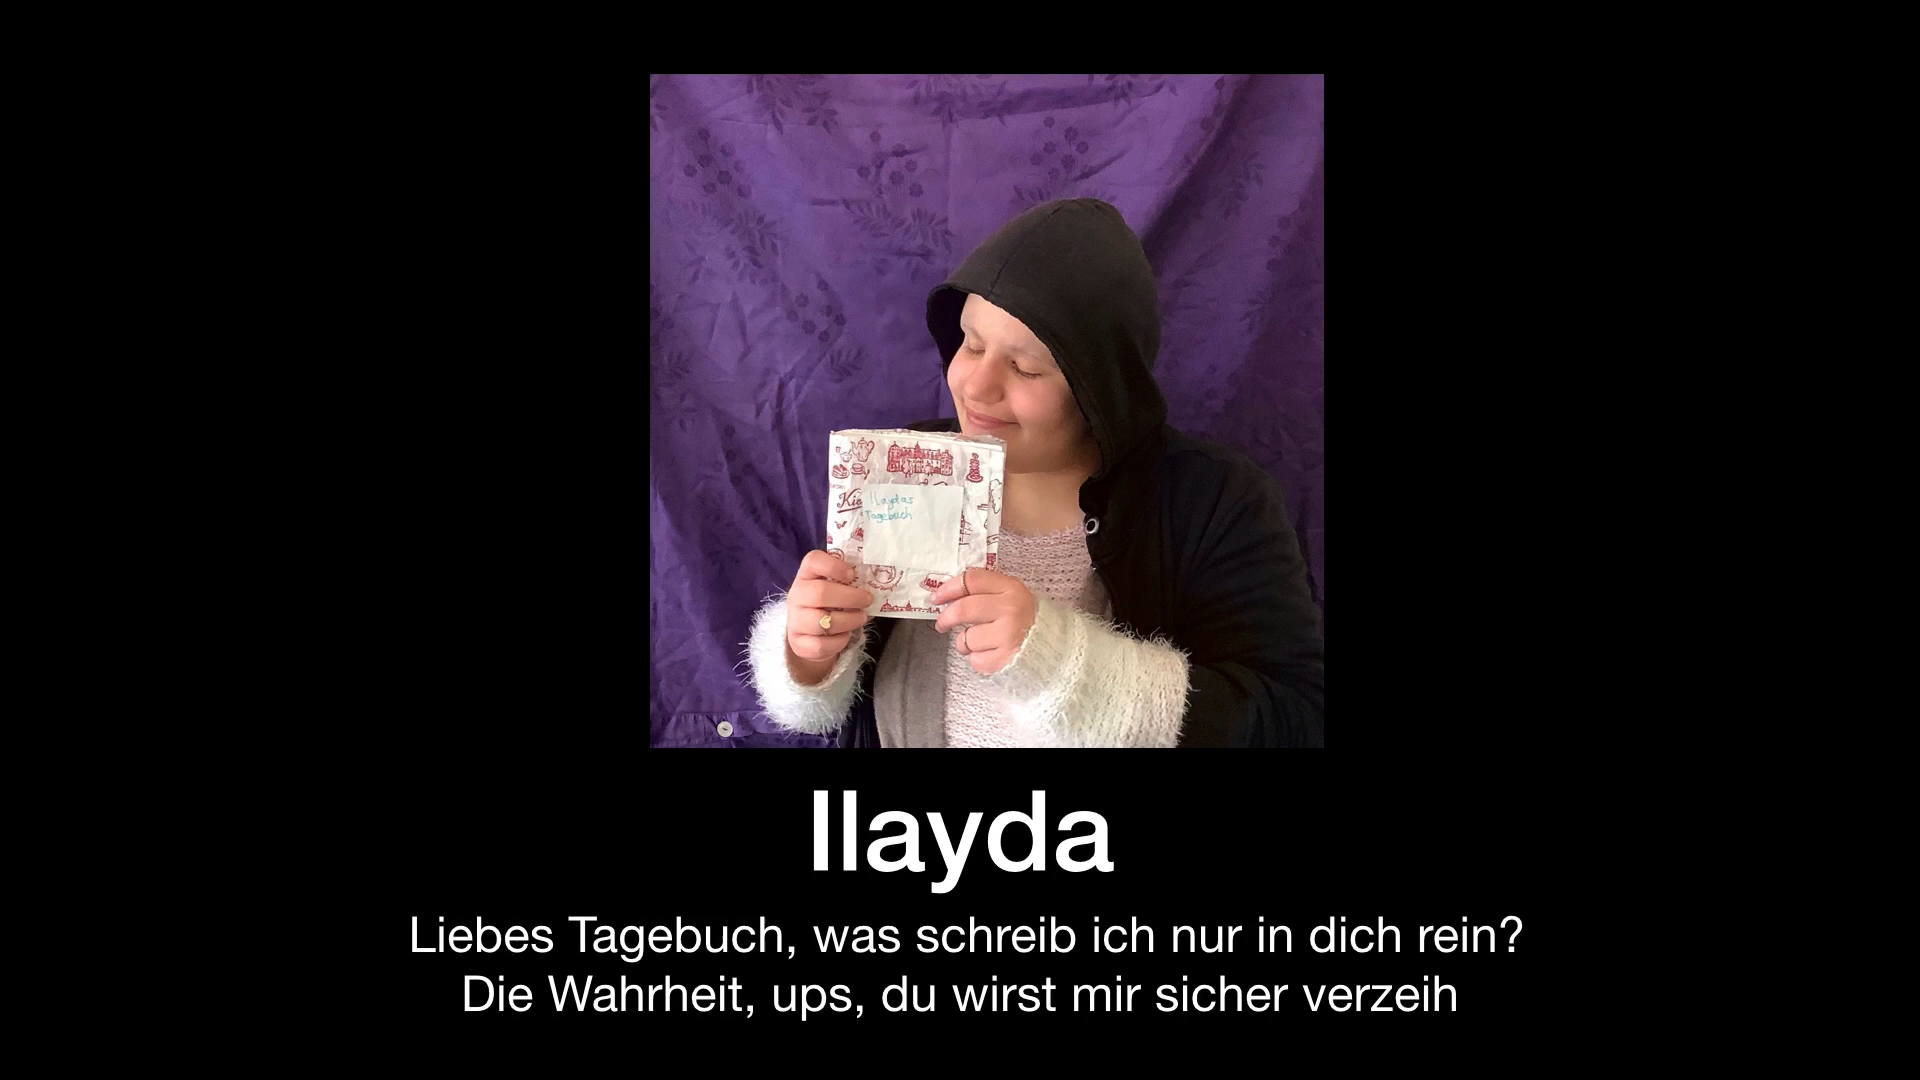 Kie
Ilaydas
Tagebuch
Ilayda
Liebes Tagebuch, was schreib ich nur in dich rein?
Die Wahrheit, ups, du wirst mir sicher verzeih